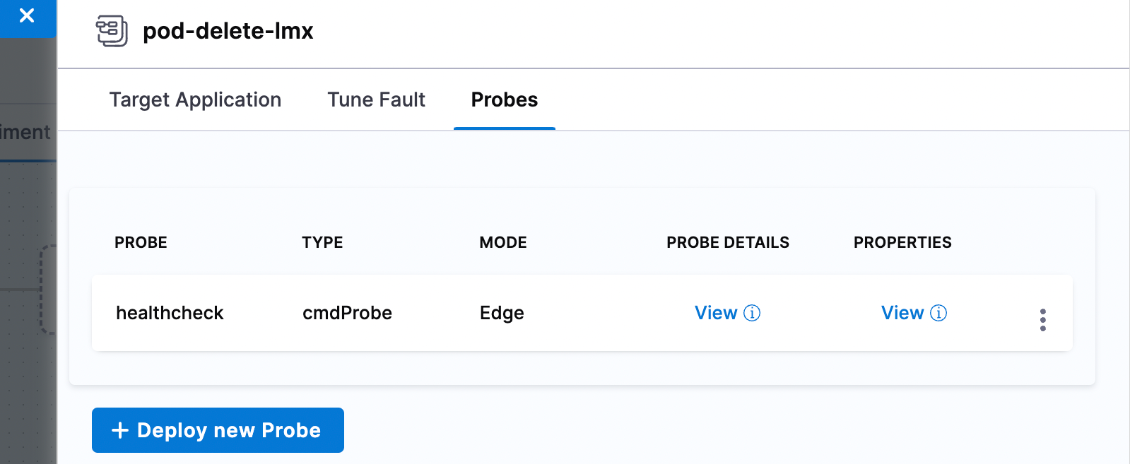 pod-delete-lmx
Target Application Tune Fault Probes
iment
PROBE TYPE MODE PROBE DETAILS PROPERTIES
healthcheck cmdProbe Edge View View
+ Deploy new Probe